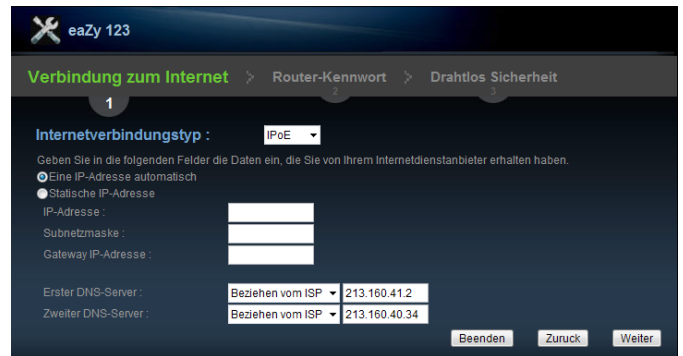 eaZy 123
Verbindung zum Internet > Router-Kennwort > Drahtlos Sicherheit
1 2 3
Internetverbindungstyp : IPoE
Geben Sie in die folgenden Felder die Daten ein, die Sie von Ihrem Internetdienstanbieter erhalten haben.
Eine IP-Adresse automatisch
Statische IP-Adresse
IP-Adresse :
Subnetzmaske :
Gateway IP-Adresse :
Erster DNS-Server : Beziehen vom ISP 213.160.41.2
Zweiter DNS-Server : Beziehen vom ISP 213.160.40.34
Beenden Zuruck Weiter